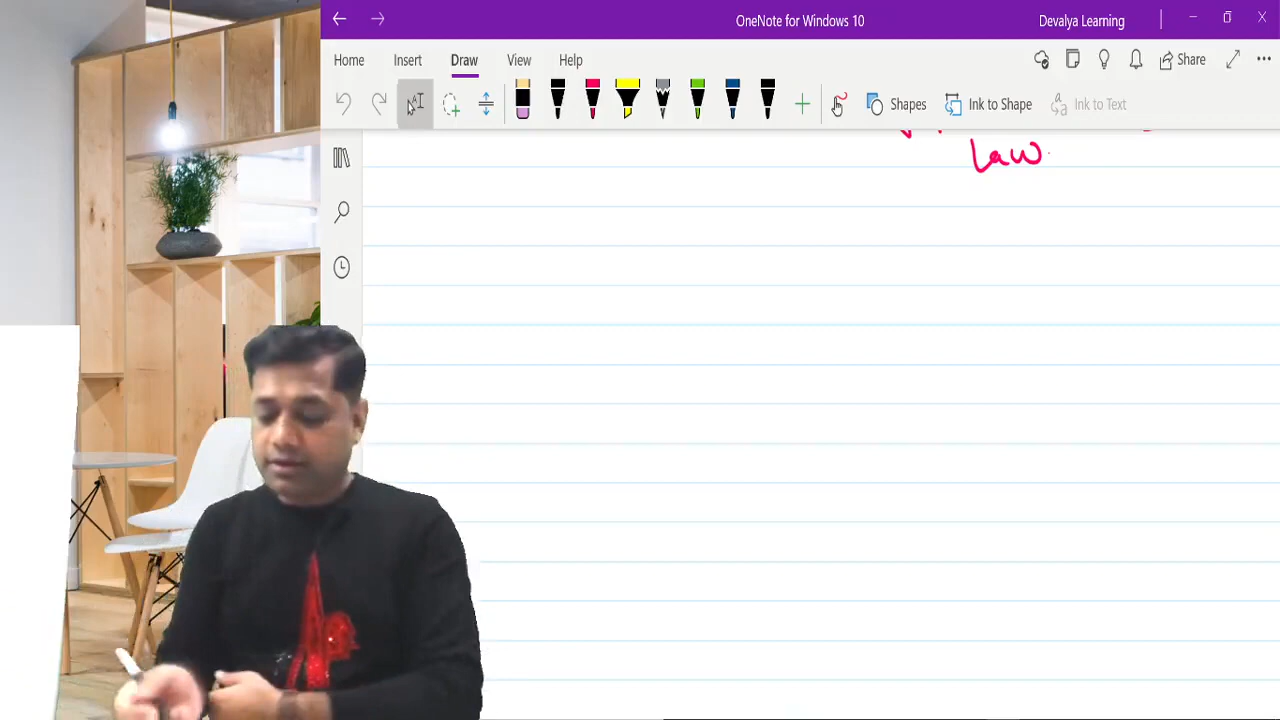 OneNote for Windows 10
Devalya Learning
Home Insert Draw View Help
Share
Shapes Ink to Shape Ink to Text
Law